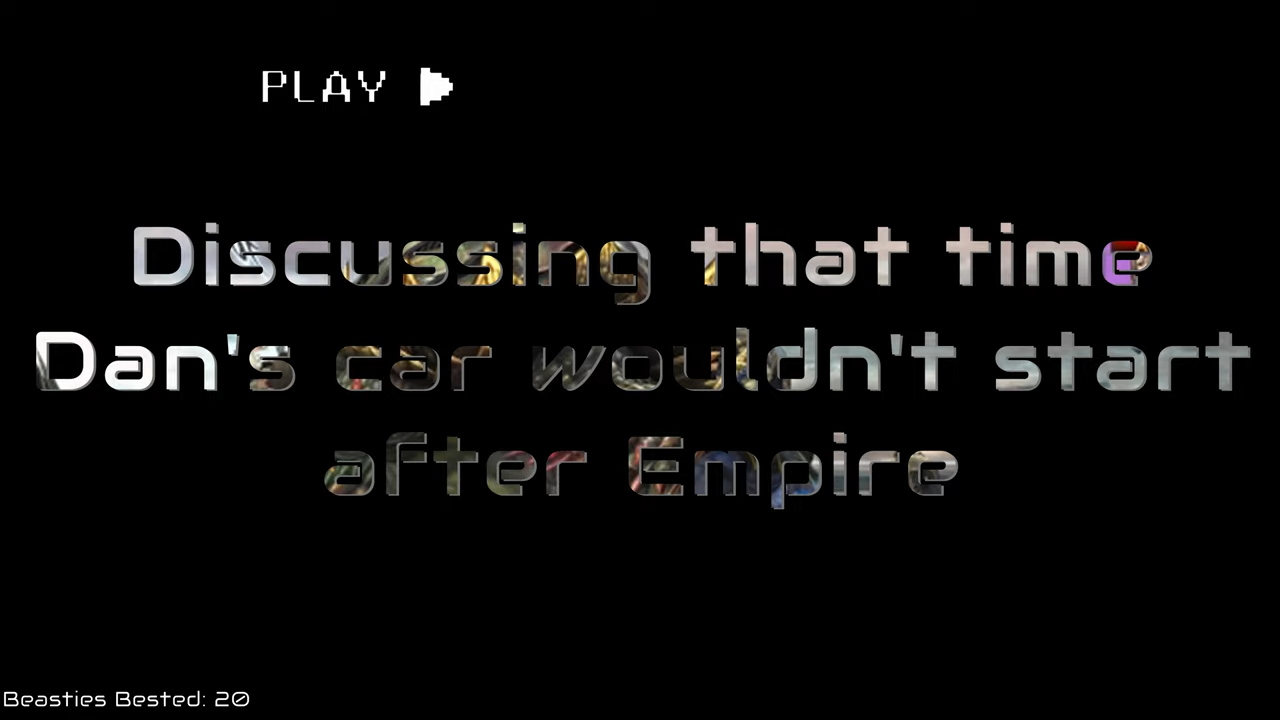 PLAY
Discussing that time
Dan's car wouldn't start
after Empire
Beasties Bested: 20